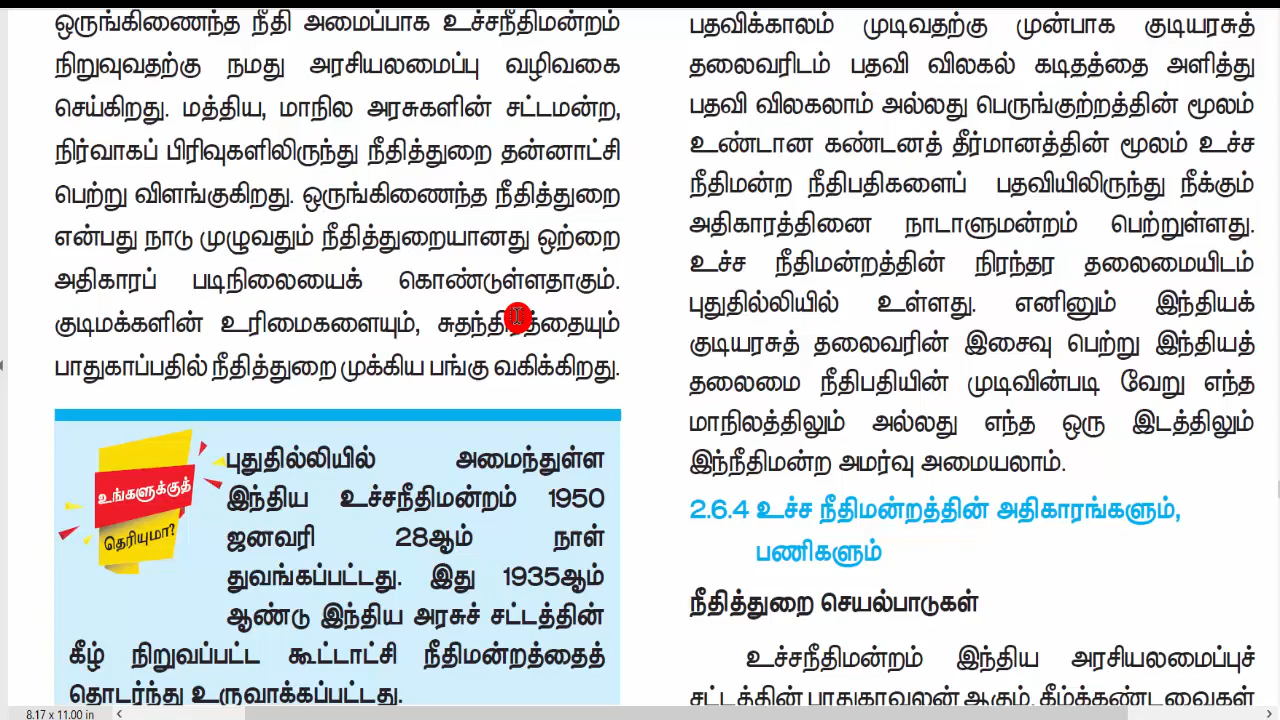 ஒருங்கிணைந்த நீதி அமைப்பாக உச்சநீதிமன்றம்
நிறுவுவதற்கு நமது அரசியலமைப்பு வழிவகை
செய்கிறது. மத்திய, மாநில அரசுகளின் சட்டமன்ற,
நிர்வாகப் பிரிவுகளிலிருந்து நீதித்துறை தன்னாட்சி
பெற்று விளங்குகிறது. ஒருங்கிணைந்த நீதித்துறை
என்பது நாடு முழுவதும் நீதித்துறையானது ஒற்றை
அதிகாரப் படிநிலையைக் கொண்டுள்ளதாகும்.
குடிமக்களின் உரிமைகளையும், சுதந்திரத்தையும்
பாதுகாப்பதில் நீதித்துறை முக்கிய பங்கு வகிக்கிறது.
உங்களுக்குத்
தெரியுமா?
புதுதில்லியில் அமைந்துள்ள
இந்திய உச்சநீதிமன்றம் 1950
ஜனவரி 28ஆம் நாள்
துவங்கப்பட்டது. இது 1935ஆம்
ஆண்டு இந்திய அரசுச் சட்டத்தின்
கீழ் நிறுவப்பட்ட கூட்டாட்சி நீதிமன்றத்தைத்
தொடர்ந்து உருவாக்கப்பட்டது.
பதவிக்காலம் முடிவதற்கு முன்பாக குடியரசுத்
தலைவரிடம் பதவி விலகல் கடிதத்தை அளித்து
பதவி விலகலாம் அல்லது பெருங்குற்றத்தின் மூலம்
உண்டான கண்டனத் தீர்மானத்தின் மூலம் உச்ச
நீதிமன்ற நீதிபதிகளைப் பதவியிலிருந்து நீக்கும்
அதிகாரத்தினை நாடாளுமன்றம் பெற்றுள்ளது.
உச்ச நீதிமன்றத்தின் நிரந்தர தலைமையிடம்
புதுதில்லியில் உள்ளது. எனினும் இந்தியக்
குடியரசுத் தலைவரின் இசைவு பெற்று இந்தியத்
தலைமை நீதிபதியின் முடிவின்படி வேறு எந்த
மாநிலத்திலும் அல்லது எந்த ஒரு இடத்திலும்
இந்நீதிமன்ற அமர்வு அமையலாம்.
2.6.4 உச்ச நீதிமன்றத்தின் அதிகாரங்களும்,
பணிகளும்
நீதித்துறை செயல்பாடுகள்
உச்சநீதிமன்றம் இந்திய அரசியலமைப்புச்
சட்டத்தின் பாதுகாவலன் ஆகும். கீழ்க்கண்டவைகள்
8.17 x 11.00 in